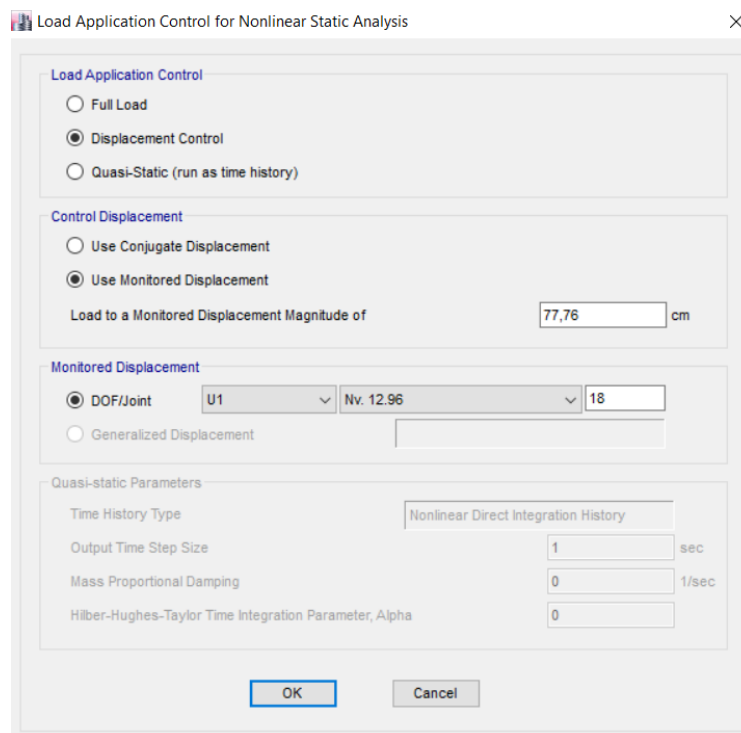 Load Application Control for Nonlinear Static Analysis
Load Application Control
Full Load
Displacement Control
Quasi-Static (run as time history)
Control Displacement
Use Conjugate Displacement
Use Monitored Displacement
Load to a Monitored Displacement Magnitude of 77,76 cm
Monitored Displacement
DOF/Joint U1 Nv. 12.96 18
Generalized Displacement
Quasi-static Parameters
Time History Type Nonlinear Direct Integration History
Output Time Step Size 1 sec
Mass Proportional Damping 0 1/sec
Hilber-Hughes-Taylor Time Integration Parameter, Alpha 0
OK Cancel